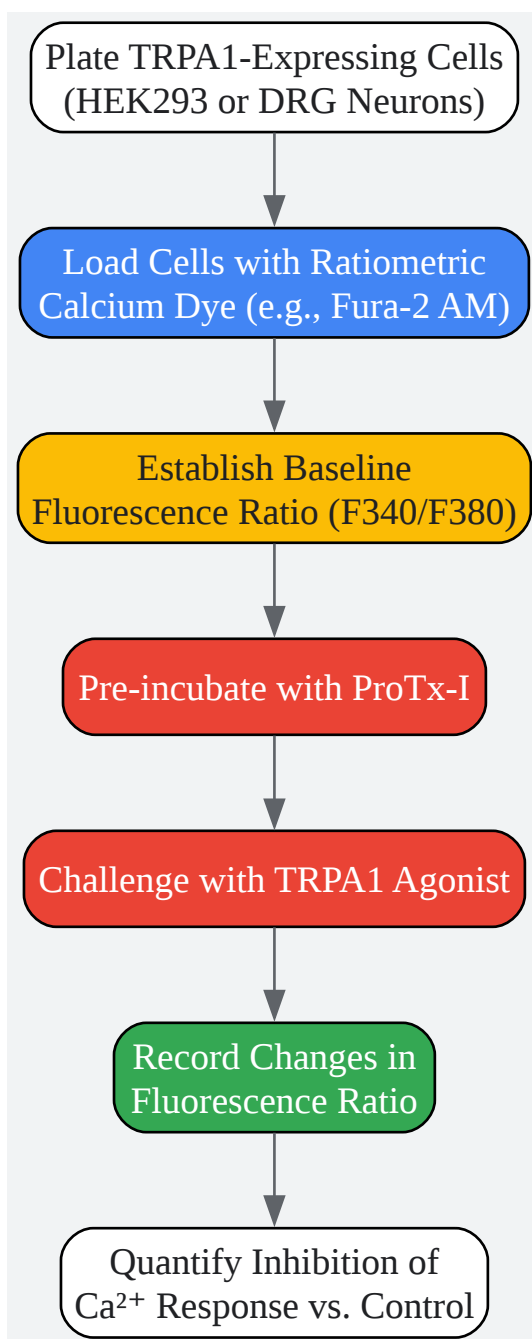 Plate TRPA1-Expressing Cells
(HEK293 or DRG Neurons)
Load Cells with Ratiometric
Calcium Dye (e.g., Fura-2 AM)
Establish Baseline
Fluorescence Ratio (F340/F380)
Pre-incubate with ProTx-I
Challenge with TRPA1 Agonist
Record Changes in
Fluorescence Ratio
Quantify Inhibition of
Ca²⁺ Response vs. Control